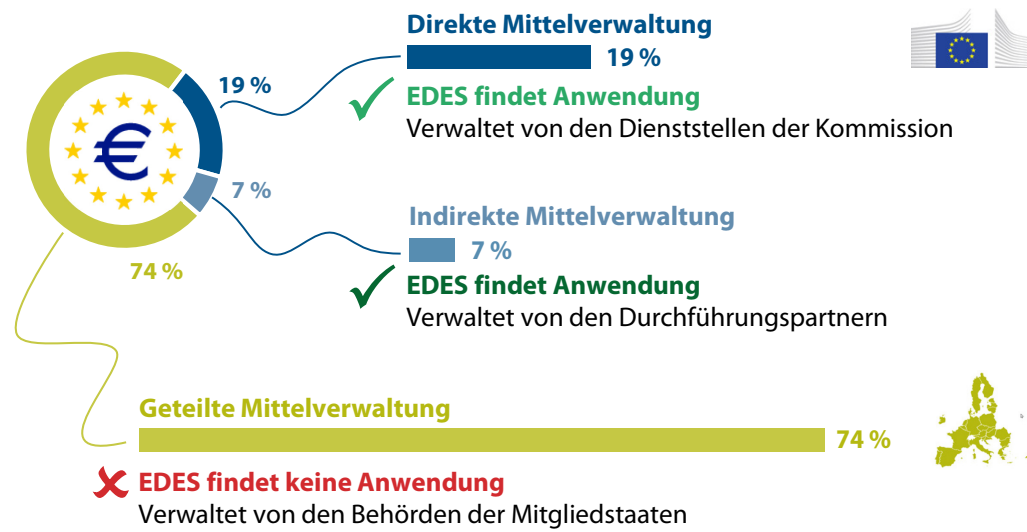 Direkte Mittelverwaltung
19 %
19 %
EDES findet Anwendung
Verwaltet von den Dienststellen der Kommission
€
7 %
Indirekte Mittelverwaltung
7 %
74 %
EDES findet Anwendung
Verwaltet von den Durchführungspartnern
Geteilte Mittelverwaltung
74 %
EDES findet keine Anwendung
Verwaltet von den Behörden der Mitgliedstaaten